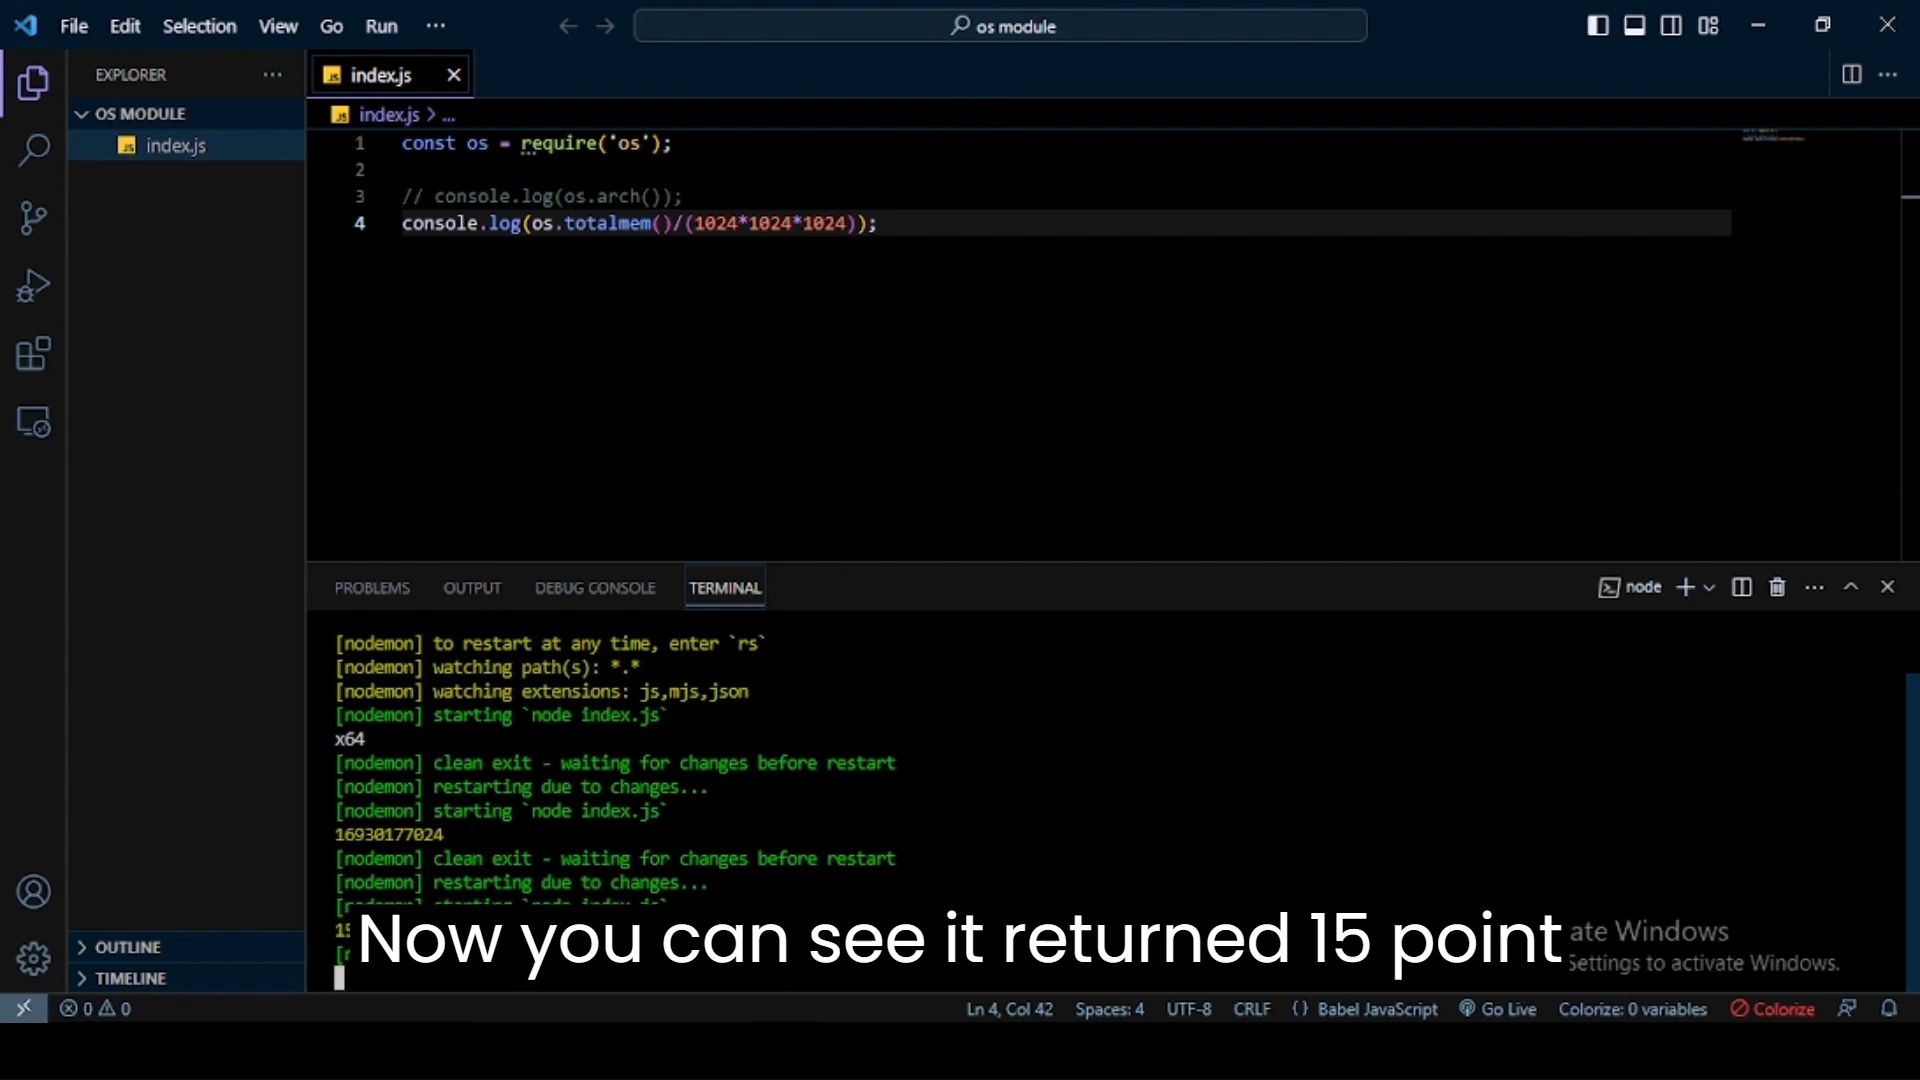 File Edit Selection View Go Run ···
os module
EXPLORER ···
OS MODULE
index.js
index.js
index.js > ...
1 const os = require('os');
2
3 // console.log(os.arch());
4 console.log(os.totalmem()/(1024*1024*1024));
PROBLEMS OUTPUT DEBUG CONSOLE TERMINAL
node
[nodemon] to restart at any time, enter `rs`
[nodemon] watching path(s): *.*
[nodemon] watching extensions: js,mjs,json
[nodemon] starting `node index.js`
x64
[nodemon] clean exit - waiting for changes before restart
[nodemon] restarting due to changes...
[nodemon] starting `node index.js`
16930177024
[nodemon] clean exit - waiting for changes before restart
[nodemon] restarting due to changes...
Now you can see it returned 15 point
ate Windows
Settings to activate Windows.
OUTLINE
TIMELINE
0 0
Ln 4, Col 42 Spaces: 4 UTF-8 CRLF {} Babel JavaScript Go Live Colorize: 0 variables Colorize